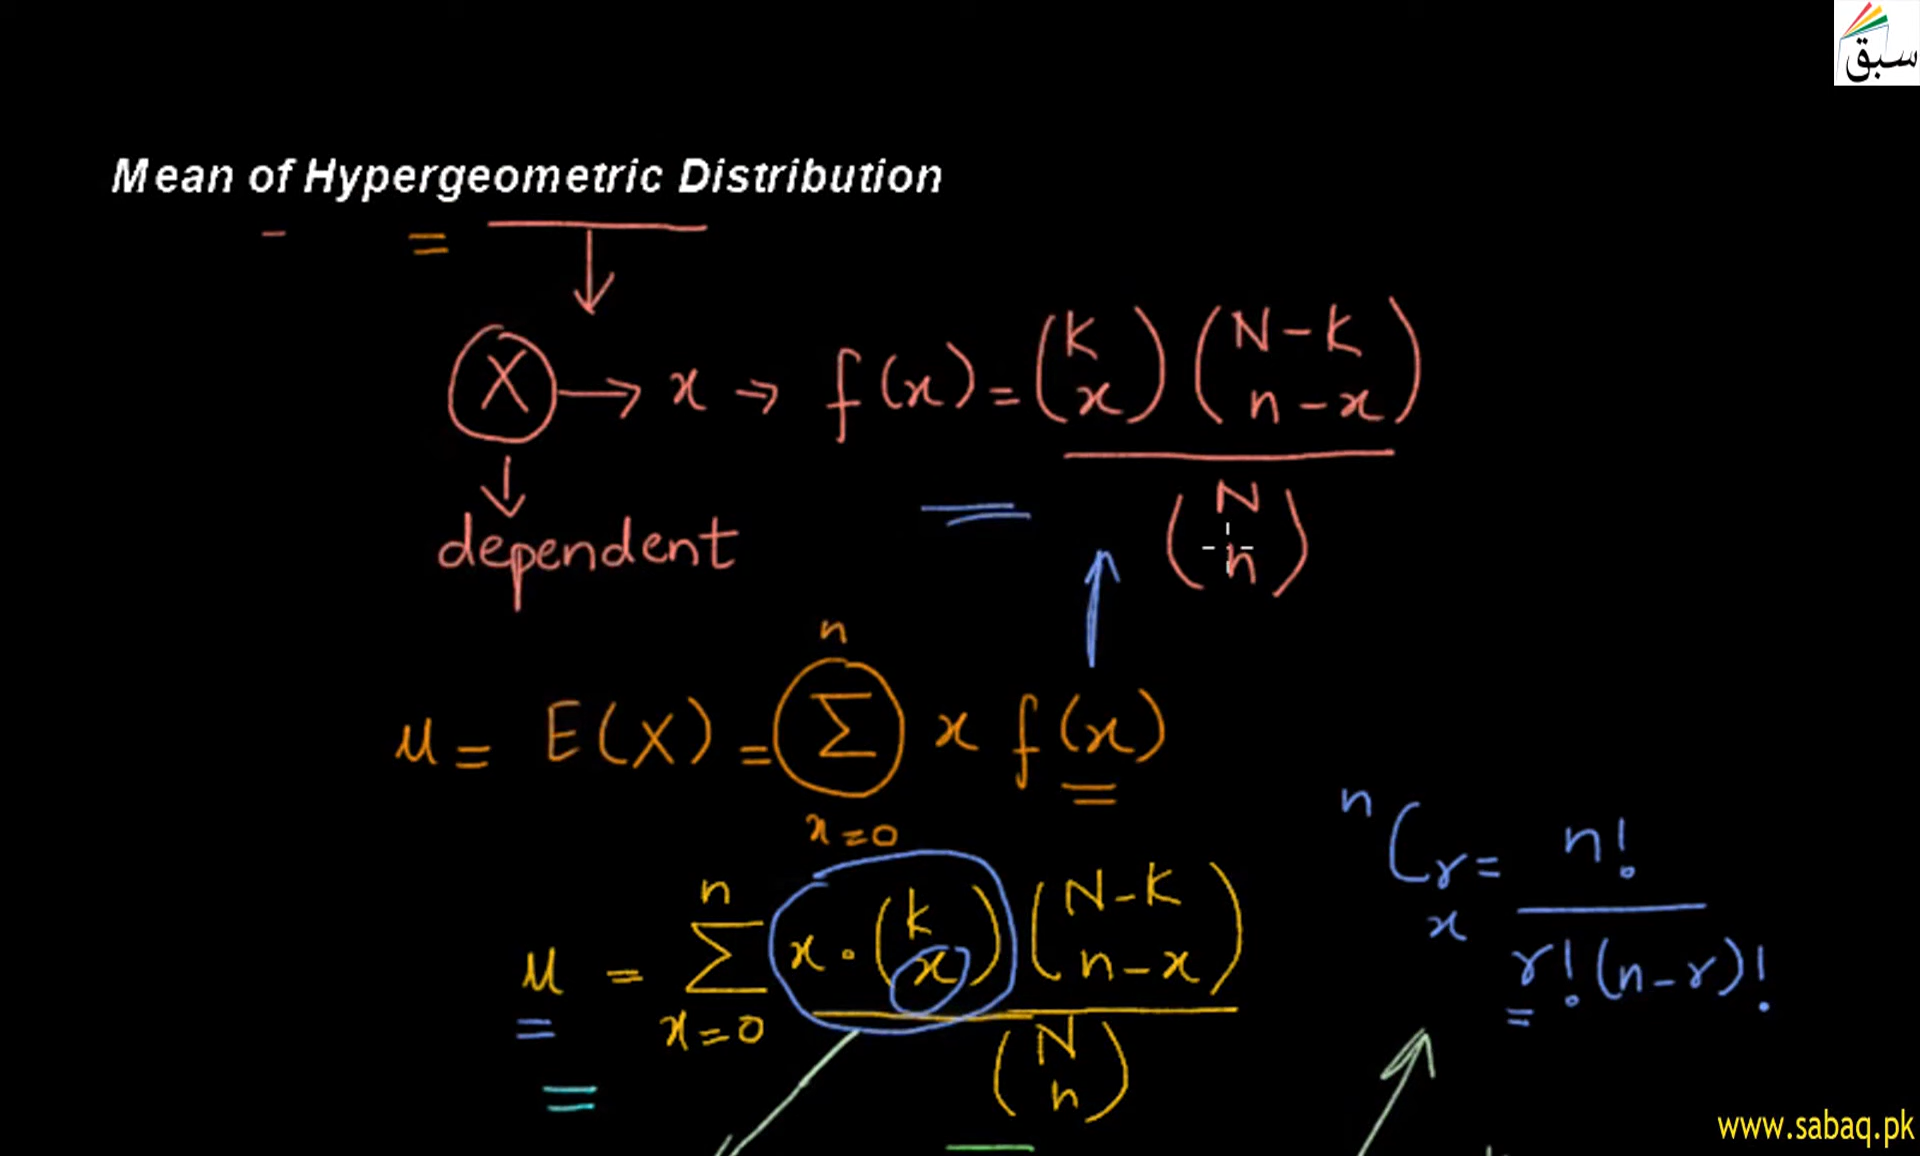 سبق
Mean of Hypergeometric Distribution
X → x → f(x) = (K x) (N-K n-x)
(N n)
dependent
n
μ = E(X) = Σ x f(x)
x=0
n
μ = Σ x · (k x) (N-K n-x)
x=0
(N n)
nCr = n!
x
r!(n-r)!
www.sabaq.pk